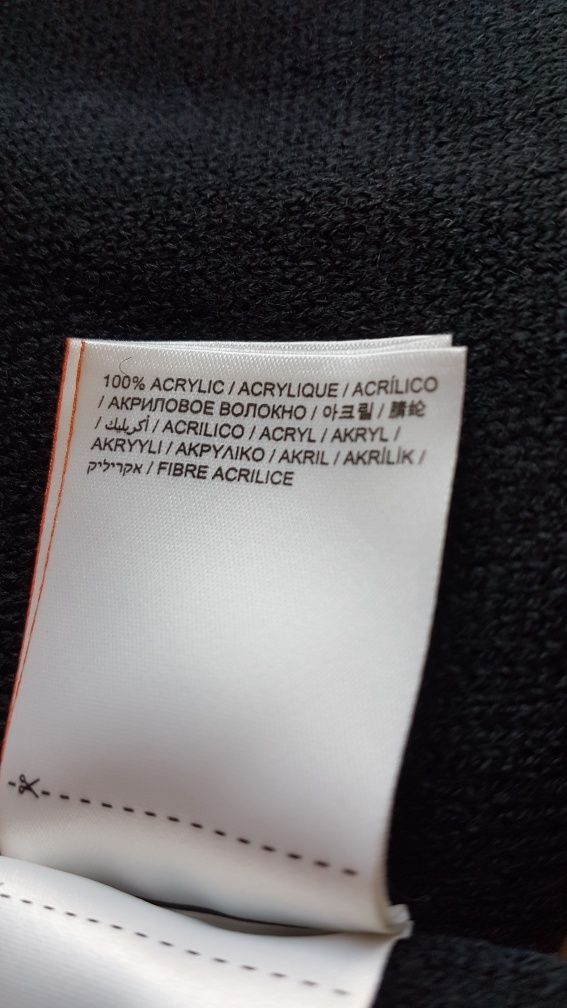 100% ACRYLIC / ACRYLIQUE / ACRÍLICO
/ АКРИЛОВОЕ ВОЛОКНО / 아크릴 / 腈纶
/ أكريليك / ACRILICO / ACRYL / AKRYL /
AKRYYLI / ΑΚΡΥΛΙΚΟ / AKRIL / AKRİLİK /
אקריליק / FIBRE ACRILICE